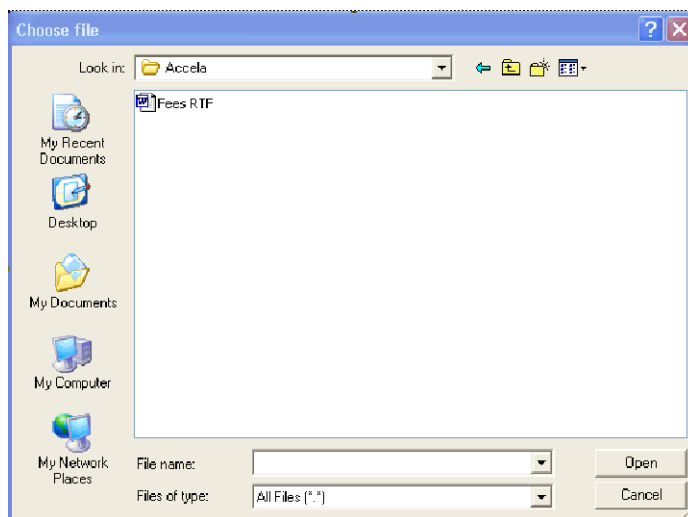 Choose file
Look in:
Accela
Fees RTF
My Recent
Documents
Desktop
My Documents
My Computer
My Network
Places
File name:
Open
Files of type:
All Files (*.*)
Cancel